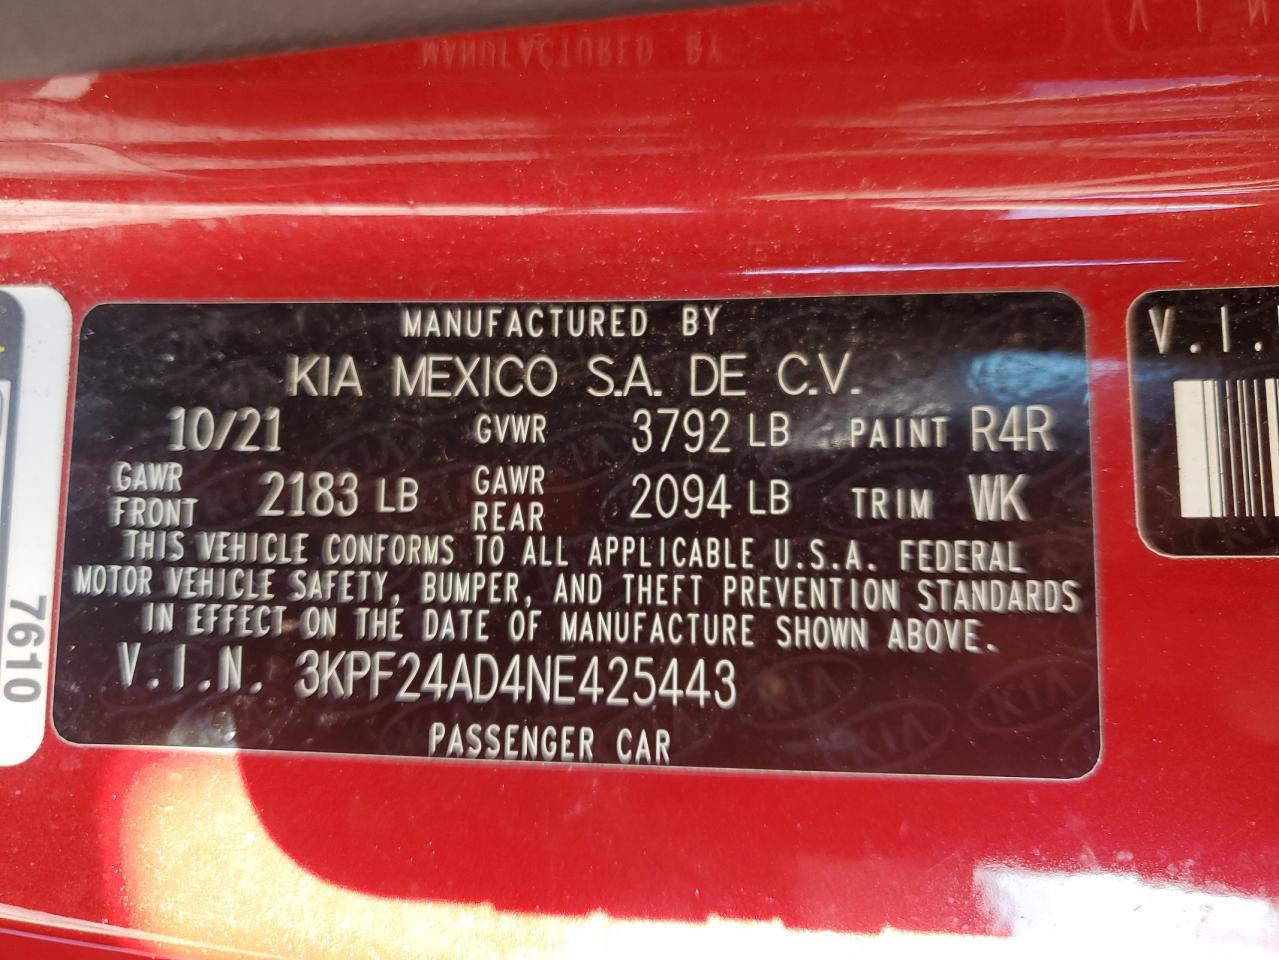 MANUFACTURED BY
KIA MEXICO S.A. DE C.V.
10/21 GVWR 3792 LB PAINT R4R
GAWR FRONT 2183 LB GAWR REAR 2094 LB TRIM WK
THIS VEHICLE CONFORMS TO ALL APPLICABLE U.S.A. FEDERAL
MOTOR VEHICLE SAFETY, BUMPER, AND THEFT PREVENTION STANDARDS
IN EFFECT ON THE DATE OF MANUFACTURE SHOWN ABOVE.
V.I.N. 3KPF24AD4NE425443
PASSENGER CAR
7610
V.I.